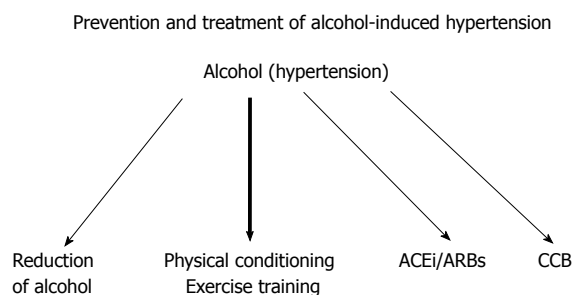 Prevention and treatment of alcohol-induced hypertension
Alcohol (hypertension)
Reduction
of alcohol
Physical conditioning
Exercise training
ACEi/ARBs
CCB